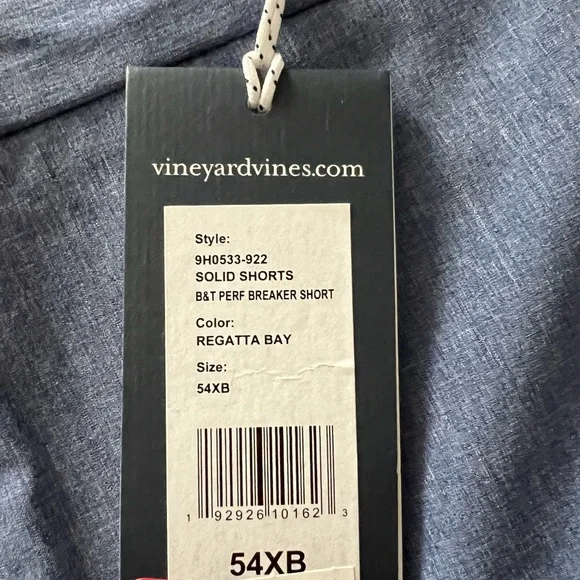 vineyardvines.com
Style:
9H0533-922
SOLID SHORTS
B&T PERF BREAKER SHORT
Color:
REGATTA BAY
Size:
54XB
1 92926 10162 3
54XB